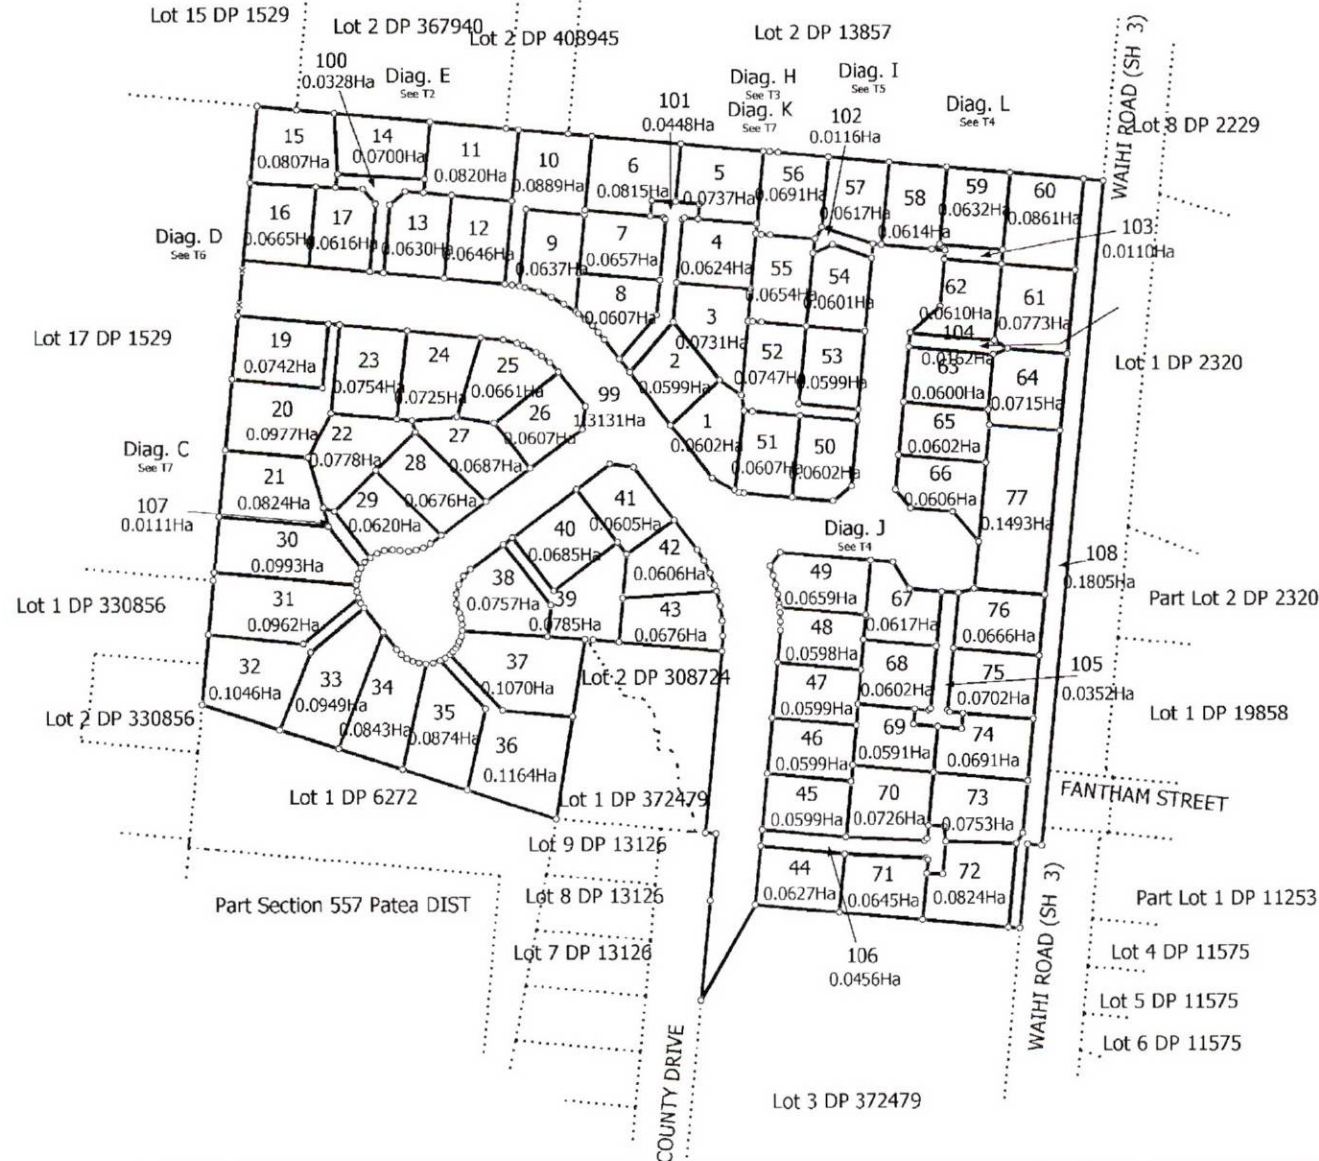 Lot 15 DP 1529
Lot 2 DP 367940
Lot 2 DP 408945
Lot 2 DP 13857
WAIHI ROAD (SH 3)
100
0.0328Ha
Diag. E
See T2
101
0.0448Ha
Diag. H
See T3
Diag. K
See T7
Diag. I
See T5
102
0.0116Ha
Diag. L
See T4
Lot 8 DP 2229
15
0.0807Ha
14
0.0700Ha
11
0.0820Ha
10
0.0889Ha
6
0.0815Ha
5
0.0737Ha
56
0.0691Ha
57
0.0617Ha
58
0.0614Ha
59
0.0632Ha
60
0.0861Ha
103
0.0110Ha
Diag. D
See T6
16
0.0665Ha
17
0.0616Ha
13
0.0630Ha
12
0.0646Ha
9
0.0637Ha
7
0.0657Ha
4
0.0624Ha
55
0.0654Ha
54
0.0601Ha
62
0.0610Ha
61
0.0773Ha
8
0.0607Ha
3
0.0731Ha
104
0.0162Ha
Lot 17 DP 1529
19
0.0742Ha
23
0.0754Ha
24
0.0725Ha
25
0.0661Ha
2
0.0599Ha
52
0.0747Ha
53
0.0599Ha
63
0.0600Ha
64
0.0715Ha
Lot 1 DP 2320
20
0.0977Ha
22
0.0778Ha
27
0.0687Ha
26
0.0607Ha
99
1.3131Ha
1
0.0602Ha
51
0.0607Ha
50
0.0602Ha
65
0.0602Ha
Diag. C
See T7
21
0.0824Ha
28
0.0676Ha
66
0.0606Ha
107
0.0111Ha
29
0.0620Ha
41
0.0605Ha
77
0.1493Ha
30
0.0993Ha
40
0.0685Ha
42
0.0606Ha
Diag. J
See T4
108
0.1805Ha
Lot 1 DP 330856
31
0.0962Ha
38
0.0757Ha
39
0.0785Ha
43
0.0676Ha
49
0.0659Ha
67
0.0617Ha
76
0.0666Ha
Part Lot 2 DP 2320
48
0.0598Ha
32
0.1046Ha
33
0.0949Ha
34
0.0843Ha
35
0.0874Ha
37
0.1070Ha
Lot 2 DP 308724
47
0.0599Ha
68
0.0602Ha
75
0.0702Ha
105
0.0352Ha
Lot 2 DP 330856
36
0.1164Ha
46
0.0599Ha
69
0.0591Ha
74
0.0691Ha
Lot 1 DP 19858
Lot 1 DP 6272
Lot 1 DP 372479
45
0.0599Ha
70
0.0726Ha
73
0.0753Ha
FANTHAM STREET
Lot 9 DP 13126
44
0.0627Ha
71
0.0645Ha
72
0.0824Ha
Part Section 557 Patea DIST
Lot 8 DP 13126
Part Lot 1 DP 11253
Lot 7 DP 13126
106
0.0456Ha
Lot 4 DP 11575
Lot 5 DP 11575
Lot 6 DP 11575
WAIHI ROAD (SH 3)
COUNTY DRIVE
Lot 3 DP 372479